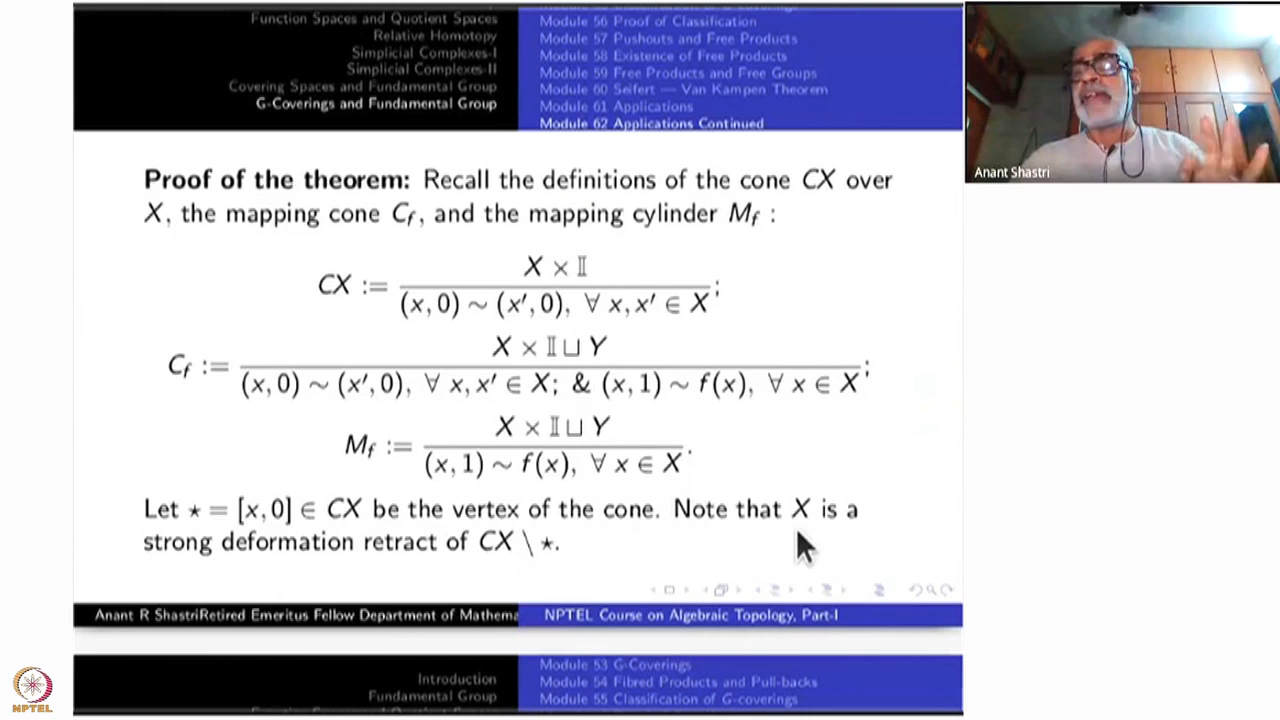 Function Spaces and Quotient Spaces
Relative Homotopy
Simplicial Complexes-I
Simplicial Complexes-II
Covering Spaces and Fundamental Group
G-Coverings and Fundamental Group
Module 56 Proof of Classification
Module 57 Pushouts and Free Products
Module 58 Existence of Free Products
Module 59 Free Products and Free Groups
Module 60 Seifert — Van Kampen Theorem
Module 61 Applications
Module 62 Applications Continued
Anant Shastri
Proof of the theorem: Recall the definitions of the cone CX over
X, the mapping cone C_f, and the mapping cylinder M_f :
CX := X × 𝕀 / (x, 0) ∼ (x′, 0), ∀ x, x′ ∈ X ;
C_f := X × 𝕀 ⊔ Y / (x, 0) ∼ (x′, 0), ∀ x, x′ ∈ X; & (x, 1) ∼ f(x), ∀ x ∈ X ;
M_f := X × 𝕀 ⊔ Y / (x, 1) ∼ f(x), ∀ x ∈ X .
Let ⋆ = [x, 0] ∈ CX be the vertex of the cone. Note that X is a
strong deformation retract of CX \ ⋆.
Anant R ShastriRetired Emeritus Fellow Department of Mathema
NPTEL Course on Algebraic Topology, Part-I
Introduction
Fundamental Group
Module 53 G-Coverings
Module 54 Fibred Products and Pull-backs
Module 55 Classification of G-coverings
NPTEL